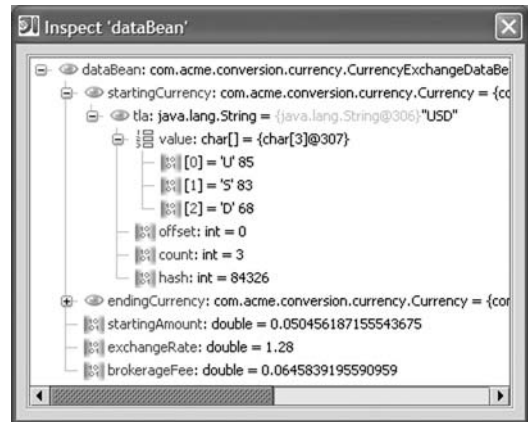 Inspect 'dataBean'
dataBean: com.acme.conversion.currency.CurrencyExchangeDataBe
startingCurrency: com.acme.conversion.currency.Currency = {co
tla: java.lang.String = {java.lang.String@306}"USD"
value: char[] = {char[3]@307}
[0] = 'U' 85
[1] = 'S' 83
[2] = 'D' 68
offset: int = 0
count: int = 3
hash: int = 84326
endingCurrency: com.acme.conversion.currency.Currency = {cor
startingAmount: double = 0.050456187155543675
exchangeRate: double = 1.28
brokerageFee: double = 0.0645839195590959